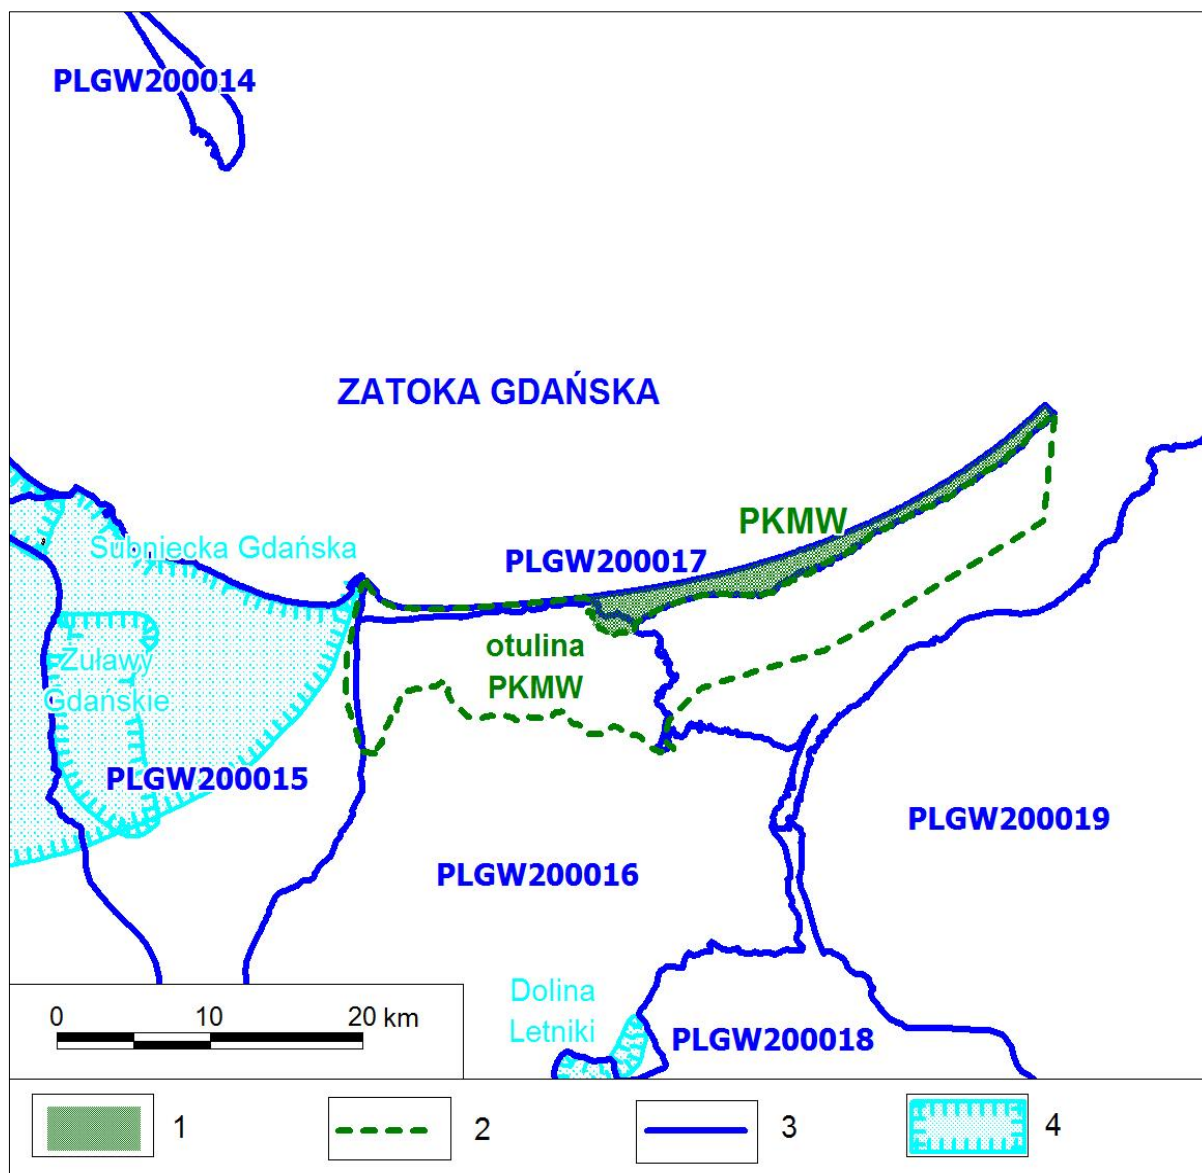 PLGW200014
ZATOKA GDAŃSKA
PKMW
Subniecka Gdańska
PLGW200017
otulina
PKMW
Żuławy
Gdańskie
PLGW200015
PLGW200019
PLGW200016
Dolina
Letniki
PLGW200018
0 10 20 km
1 2 3 4